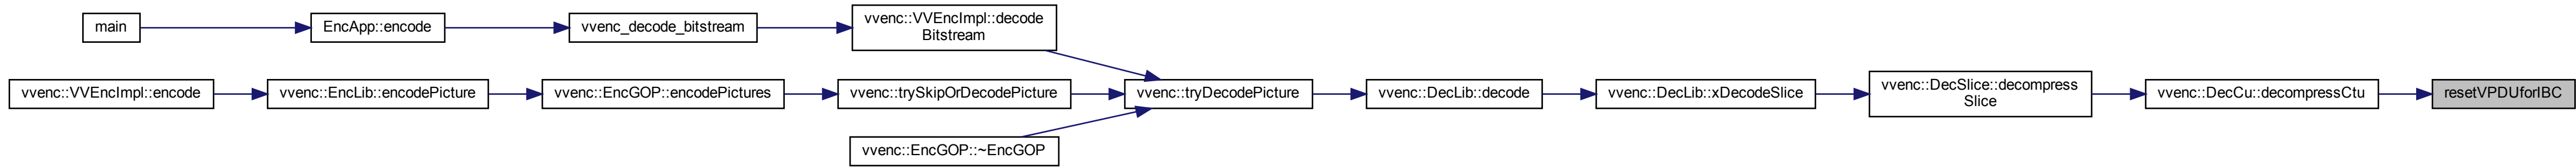 main
EncApp::encode
vvenc_decode_bitstream
vvenc::VVEncImpl::decode
Bitstream
vvenc::VVEncImpl::encode
vvenc::EncLib::encodePicture
vvenc::EncGOP::encodePictures
vvenc::trySkipOrDecodePicture
vvenc::tryDecodePicture
vvenc::DecLib::decode
vvenc::DecLib::xDecodeSlice
vvenc::DecSlice::decompress
Slice
vvenc::DecCu::decompressCtu
resetVPDUforIBC
vvenc::EncGOP::~EncGOP